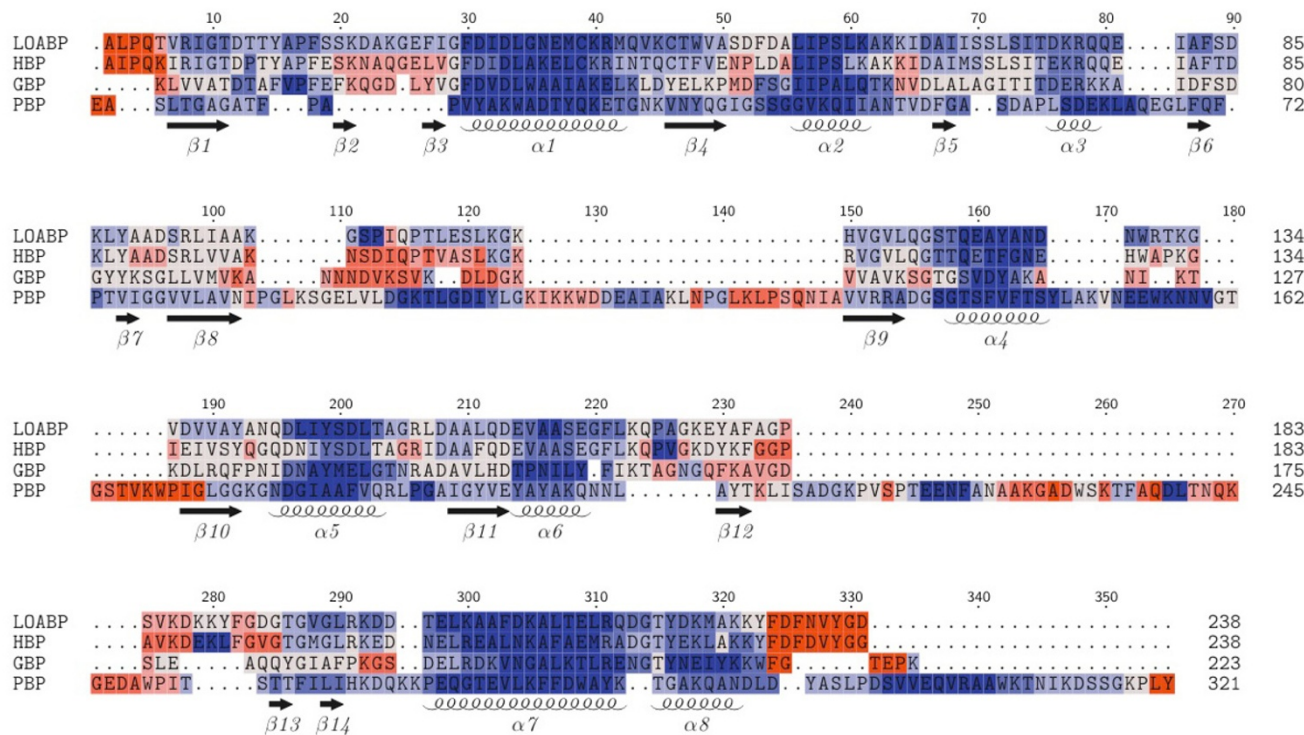 10 20 30 40 50 60 70 80 90
LOABP .ALPQTVRIGTDTTYAPFSSKDAKGEFIGFDIDLGNEMCKRMQVKCTWVASDFDALIPSLKAKKIDAIISSLSITDKRQQE....IAFSD 85
HBP .AIPQKIRIGTDPTYAPFESKNAQGELVGFDIDLAKELCKRINTQCTFVENPLDALIPSLKAKKIDAIMSSLSITEKRQQE....IAFTD 85
GBP .....KLVVATDTAFVPFEFKQGD.LYVGFDVDLWAAIAKELKLDYELKPMDFSGIIPALQTKNVDLALAGITITDERKKA....IDFSD 80
PBP EA...SLTGAGATF...PA.........PVYAKWADTYQKETGNKVNYQGIGSSGGVKQTIANTVDFGA..SDAPLSDEKLAQEGLFQF. 72
β1 β2 β3 α1 β4 α2 β5 α3 β6
100 110 120 130 140 150 160 170 180
LOABP KLYAADSRLIAAK.......GSPIQPTLESLKGK.........................HVGVLQGSTQEAYAND......NWRTKG... 134
HBP KLYAADSRLVVAK.......NSDIQPTVASLKGK.........................RVGVLQGTTQETFGNE......HWAPKG... 134
GBP GYYKSGLLVMVKA.....NNNDVKSVK..DLDGK.........................VVAVKSGTGSVDYAKA......NI..KT... 127
PBP PTVIGGVVLAVNIPGLKSGELVLDGKTLGDIYLGKIKKWDDEAIAKLNPGLKLPSQNIAVVRRADGSGTSFVFTSYLAKVNEEWKNNVGT 162
β7 β8 β9 α4
190 200 210 220 230 240 250 260 270
LOABP ......VDVVAYANQDLIYSDLTAGRLDAALQDEVAASEGFLKQPAGKEYAFAGP................................... 183
HBP ......IEIVSYQGQDNIYSDLTAGRIDAAFQDEVAASEGFLKQPVGKDYKFGGP................................... 183
GBP ......KDLRQFPNIDNAYMELGTNRADAVLHDTPNILY.FIKTAGNGQFKAVGD................................... 175
PBP GSTVKWPIGLGGKGNDGIAAFVQRLPGAIGYVEYAYAKQNNL.......AYTKLISADGKPVSPTEENFANAAKGADWSKTFAQDLTNQK 245
β10 α5 β11 α6 β12
280 290 300 310 320 330 340 350
LOABP ....SVKDKKYFGDGTGVGLRKDD..TELKAAFDKALTELRQDGTYDKMAKKYFDFNVYGD........................ 238
HBP ....AVKDEKLFGVGTGMGLRKED..NELREALNKAFAEMRADGTYEKLAKKYFDFDVYGG........................ 238
GBP ....SLE.....AQQYGIAFPKGS..DELRDKVNGALKTLRENGTYNEIYKKWFG......TEPK.................... 223
PBP GEDAWPIT.....STTFILIHKDQKKPEQGTEVLKFFDWAYK..TGAKQANDLD..YASLPDSVVEQVRAAWKTNIKDSSGKPLY 321
β13 β14 α7 α8